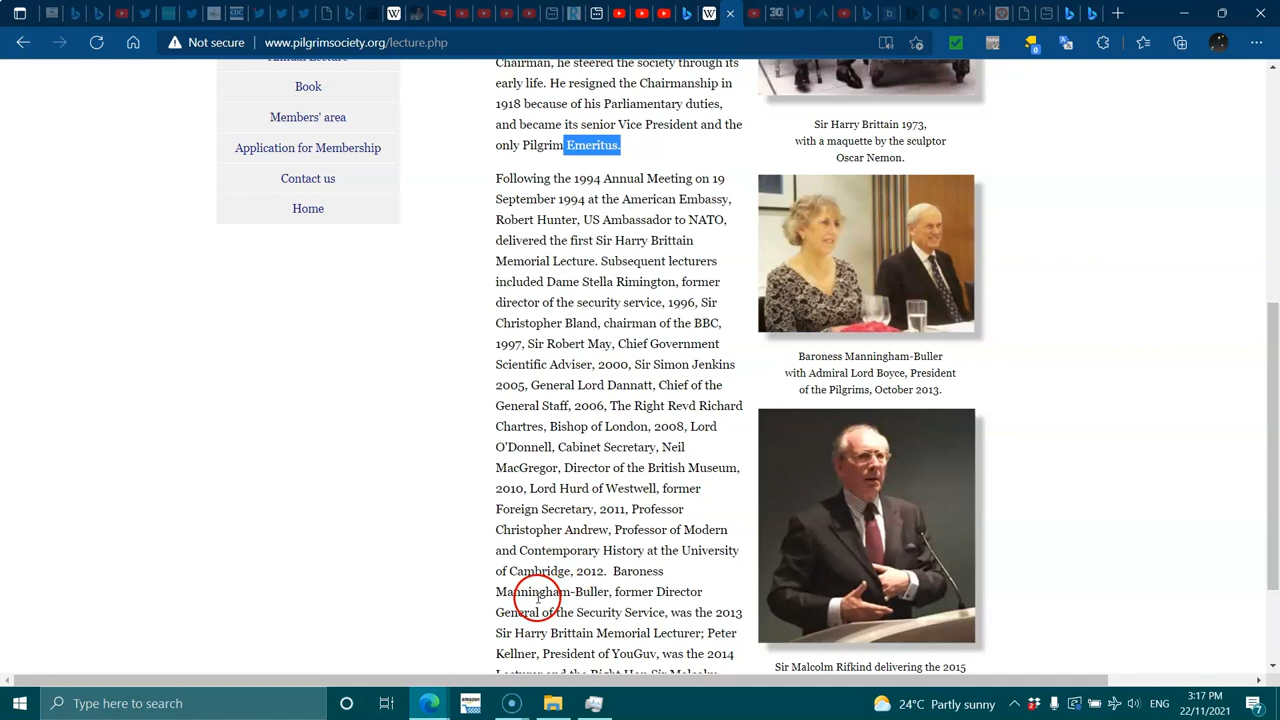 Not secure
www.pilgrimsociety.org/lecture.php
Annual Lecture
Book
Members' area
Application for Membership
Contact us
Home
Chairman, he steered the society through its
early life. He resigned the Chairmanship in
1918 because of his Parliamentary duties,
and became its senior Vice President and the
only Pilgrim Emeritus.
Following the 1994 Annual Meeting on 19
September 1994 at the American Embassy,
Robert Hunter, US Ambassador to NATO,
delivered the first Sir Harry Brittain
Memorial Lecture. Subsequent lecturers
included Dame Stella Rimington, former
director of the security service, 1996, Sir
Christopher Bland, chairman of the BBC,
1997, Sir Robert May, Chief Government
Scientific Adviser, 2000, Sir Simon Jenkins
2005, General Lord Dannatt, Chief of the
General Staff, 2006, The Right Revd Richard
Chartres, Bishop of London, 2008, Lord
O'Donnell, Cabinet Secretary, Neil
MacGregor, Director of the British Museum,
2010, Lord Hurd of Westwell, former
Foreign Secretary, 2011, Professor
Christopher Andrew, Professor of Modern
and Contemporary History at the University
of Cambridge, 2012. Baroness
Manningham-Buller, former Director
General of the Security Service, was the 2013
Sir Harry Brittain Memorial Lecturer; Peter
Kellner, President of YouGuv, was the 2014
Lecturer and the Right Hon Sir Malcolm
Sir Harry Brittain 1973,
with a maquette by the sculptor
Oscar Nemon.
Baroness Manningham-Buller
with Admiral Lord Boyce, President
of the Pilgrims, October 2013.
Sir Malcolm Rifkind delivering the 2015
Type here to search
amazon
24°C Partly sunny
ENG
3:17 PM
22/11/2021